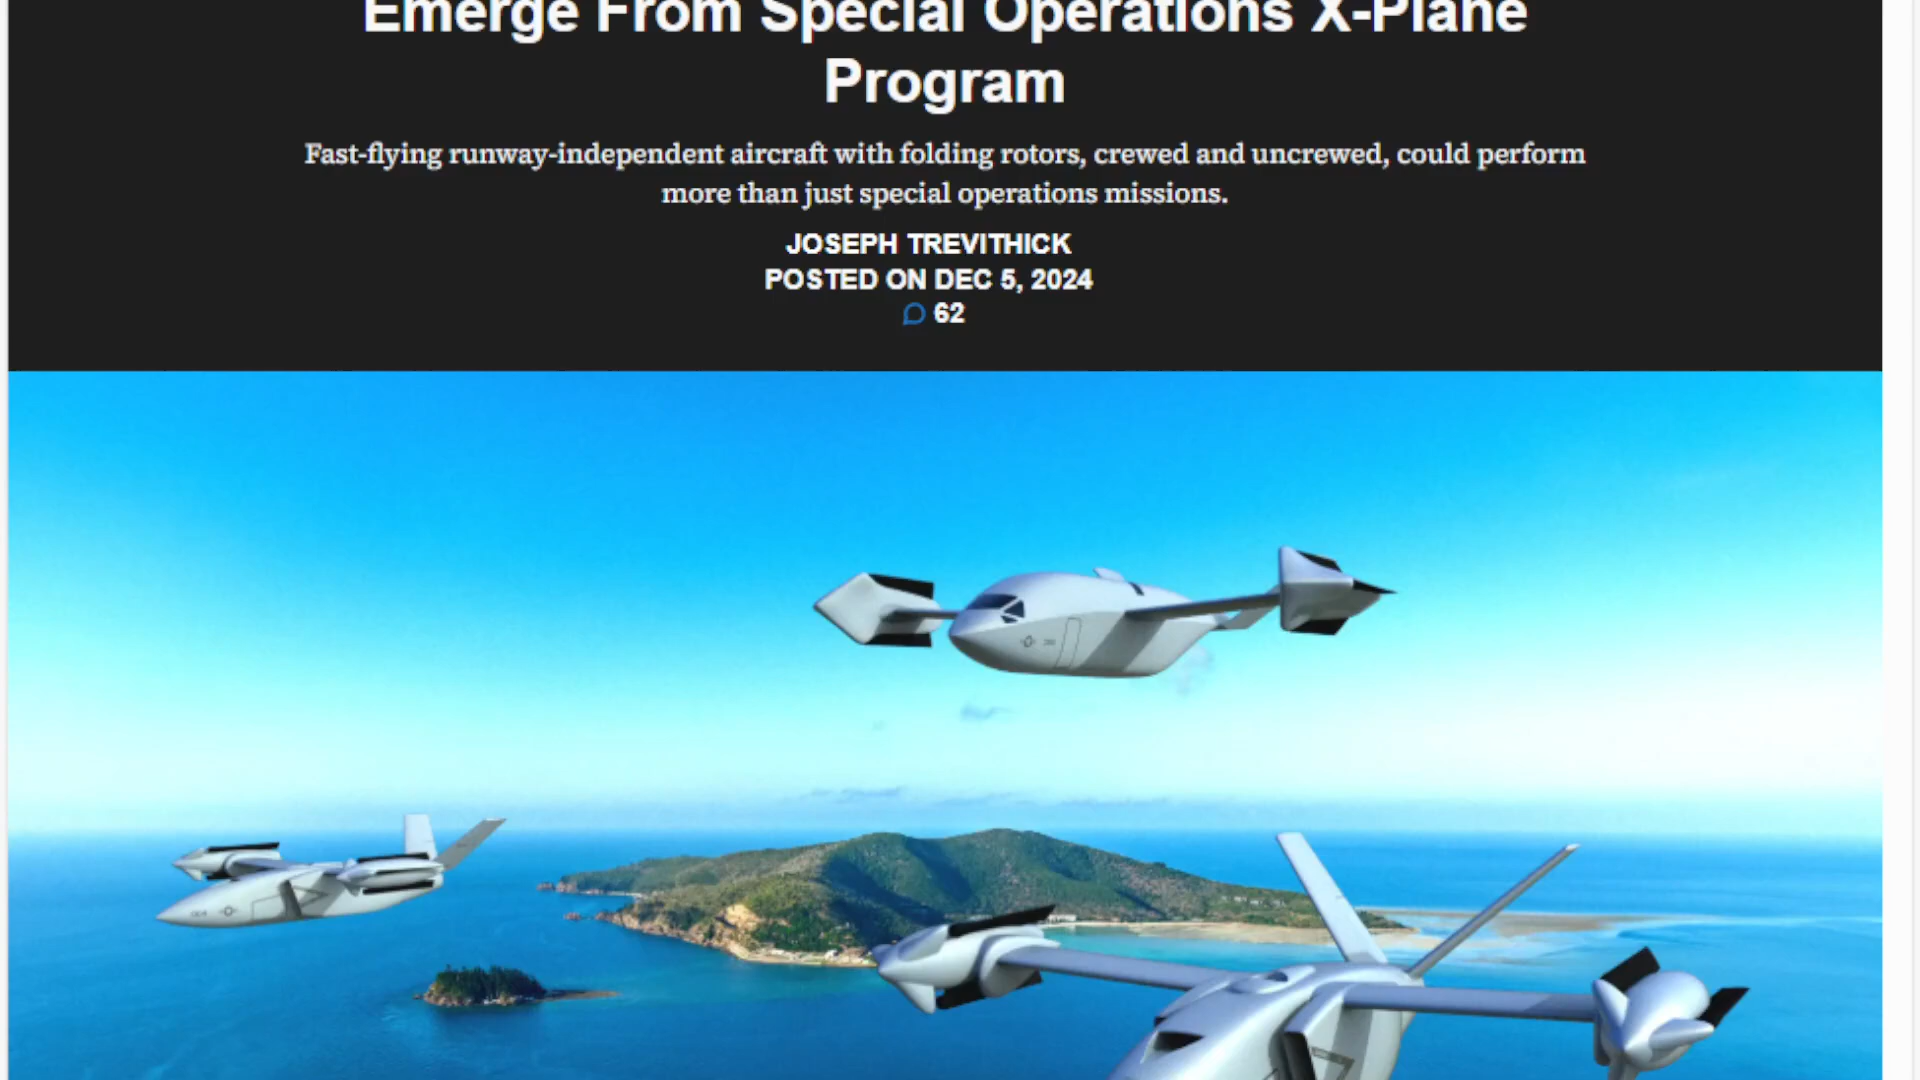 Emerge From Special Operations X-Plane
Program
Fast-flying runway-independent aircraft with folding rotors, crewed and uncrewed, could perform
more than just special operations missions.
JOSEPH TREVITHICK
POSTED ON DEC 5, 2024
62